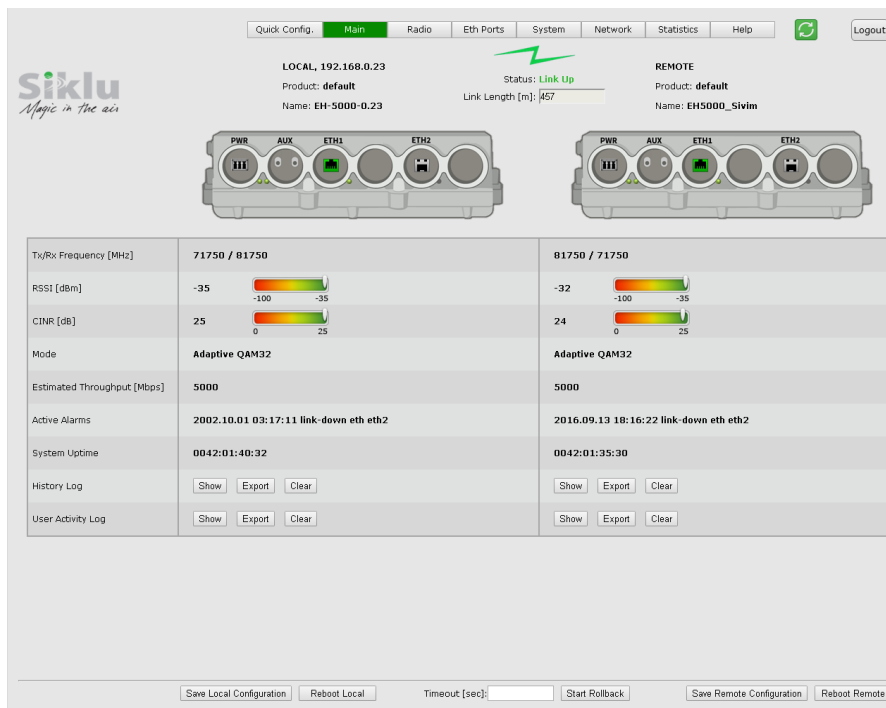 Quick Config. Main Radio Eth Ports System Network Statistics Help Logout
Siklu
Magic in the air
LOCAL, 192.168.0.23
Product: default
Name: EH-5000-0.23
Status: Link Up
Link Length [m]: 457
REMOTE
Product: default
Name: EH5000_Sivim
PWR AUX ETH1 ETH2
PWR AUX ETH1 ETH2
Tx/Rx Frequency [MHz] 71750 / 81750 81750 / 71750
RSSI [dBm] -35 -32
-100 -35 -100 -35
CINR [dB] 25 24
0 25 0 25
Mode Adaptive QAM32 Adaptive QAM32
Estimated Throughput [Mbps] 5000 5000
Active Alarms 2002.10.01 03:17:11 link-down eth eth2 2016.09.13 18:16:22 link-down eth eth2
System Uptime 0042:01:40:32 0042:01:35:30
History Log Show Export Clear Show Export Clear
User Activity Log Show Export Clear Show Export Clear
Save Local Configuration Reboot Local Timeout [sec]: Start Rollback Save Remote Configuration Reboot Remote